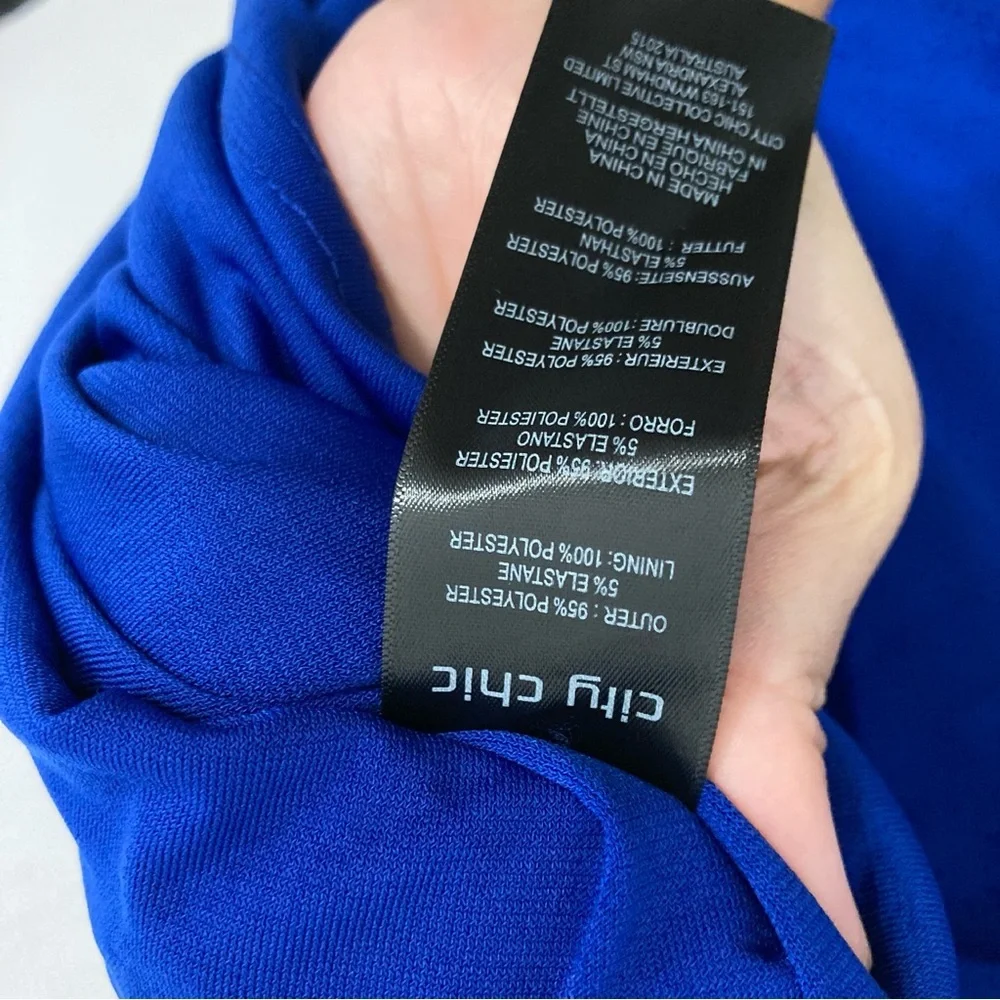 city chic
OUTER : 95% POLYESTER
5% ELASTANE
LINING: 100% POLYESTER
EXTERIOR: 95% POLIESTER
5% ELASTANO
FORRO : 100% POLIESTER
EXTERIEUR : 95% POLYESTER
5% ELASTANE
DOUBLURE :100% POLYESTER
AUSSENSEITE: 95% POLYESTER
5% ELASTHAN
FUTTER : 100% POLYESTER
MADE IN CHINA
HECHO EN CHINA
FABRIQUE EN CHINE
IN CHINA HERGESTELLT
CITY CHIC COLLECTIVE LIMITED
151-163 WYNDHAM ST
ALEXANDRIA NSW
AUSTRALIA 2015